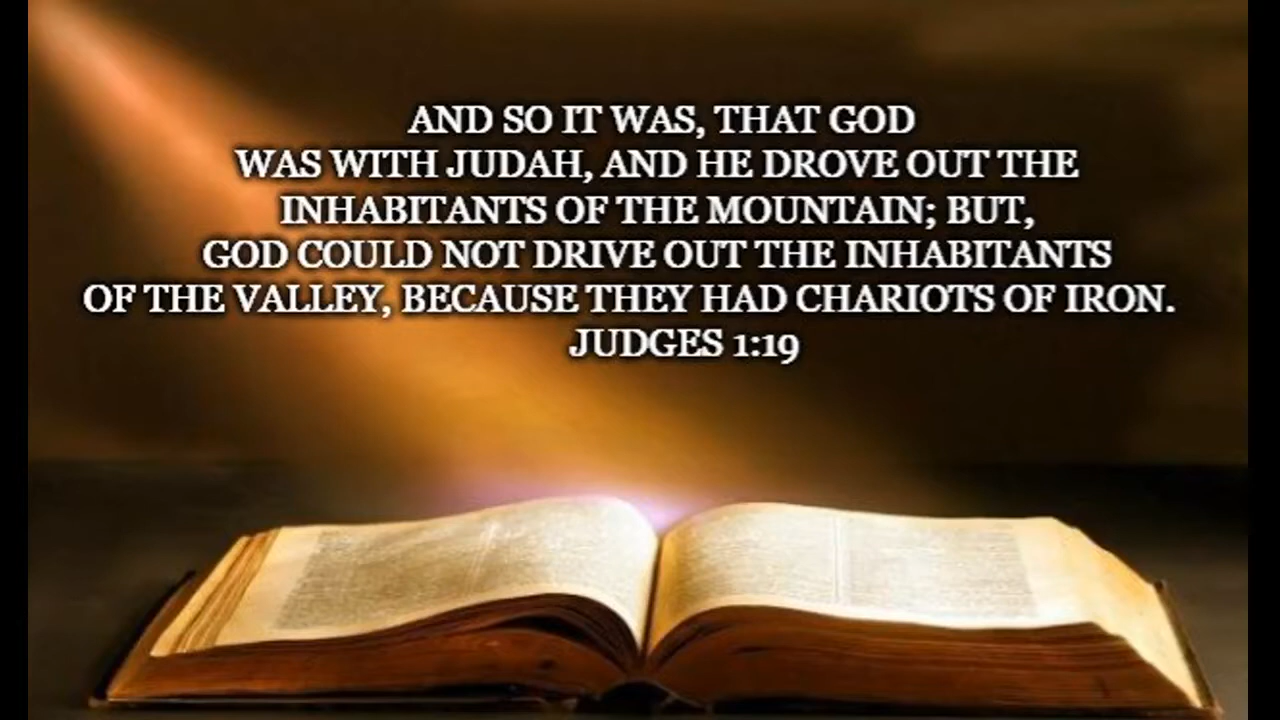 AND SO IT WAS, THAT GOD
WAS WITH JUDAH, AND HE DROVE OUT THE
INHABITANTS OF THE MOUNTAIN; BUT,
GOD COULD NOT DRIVE OUT THE INHABITANTS
OF THE VALLEY, BECAUSE THEY HAD CHARIOTS OF IRON.
JUDGES 1:19